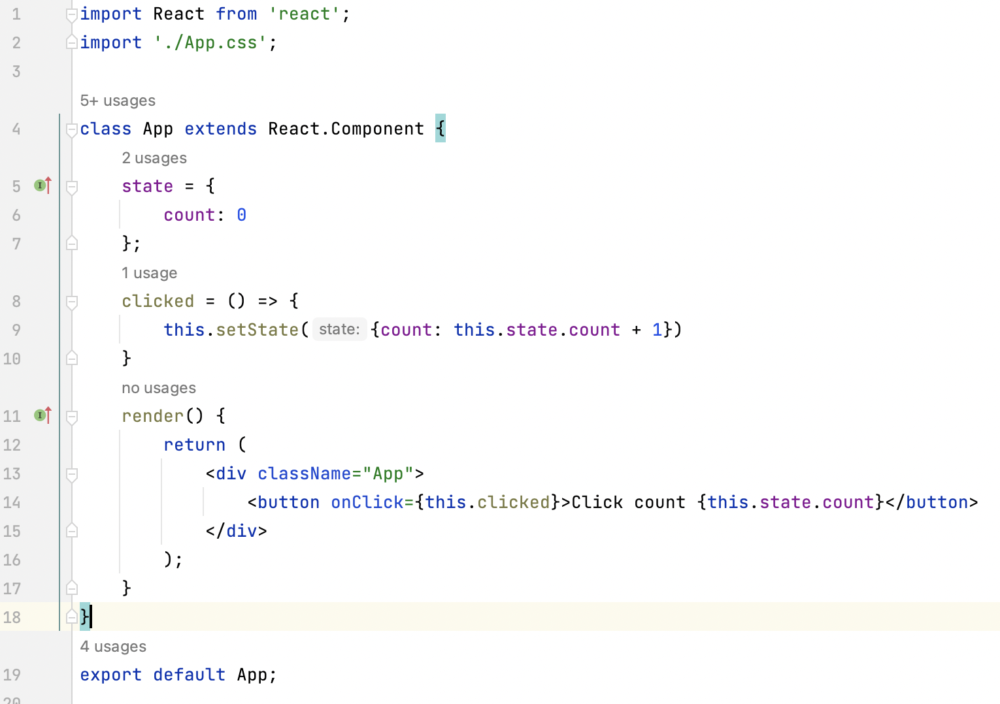 1 import React from 'react';
2 import './App.css';
3
5+ usages
4 class App extends React.Component {
2 usages
5 state = {
6 count: 0
7 };
1 usage
8 clicked = () => {
9 this.setState( state: {count: this.state.count + 1})
10 }
no usages
11 render() {
12 return (
13 <div className="App">
14 <button onClick={this.clicked}>Click count {this.state.count}</button>
15 </div>
16 );
17 }
18 }
4 usages
19 export default App;
20